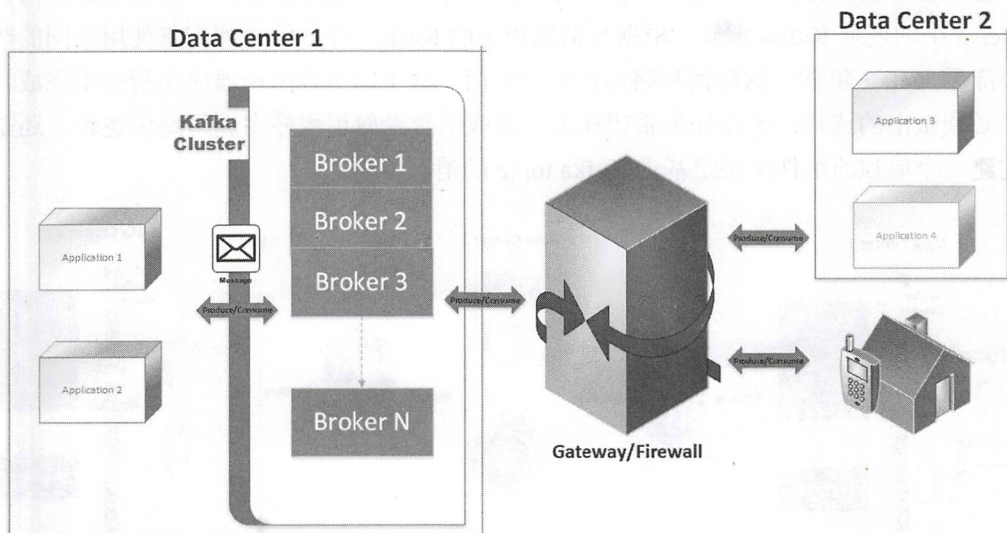 Data Center 1
Data Center 2
Kafka
Cluster
Broker 1
Broker 2
Broker 3
Broker N
Message
Application 1
Application 2
Produce/Consume
Produce/Consume
Gateway/Firewall
Produce/Consume
Produce/Consume
Application 3
Application 4